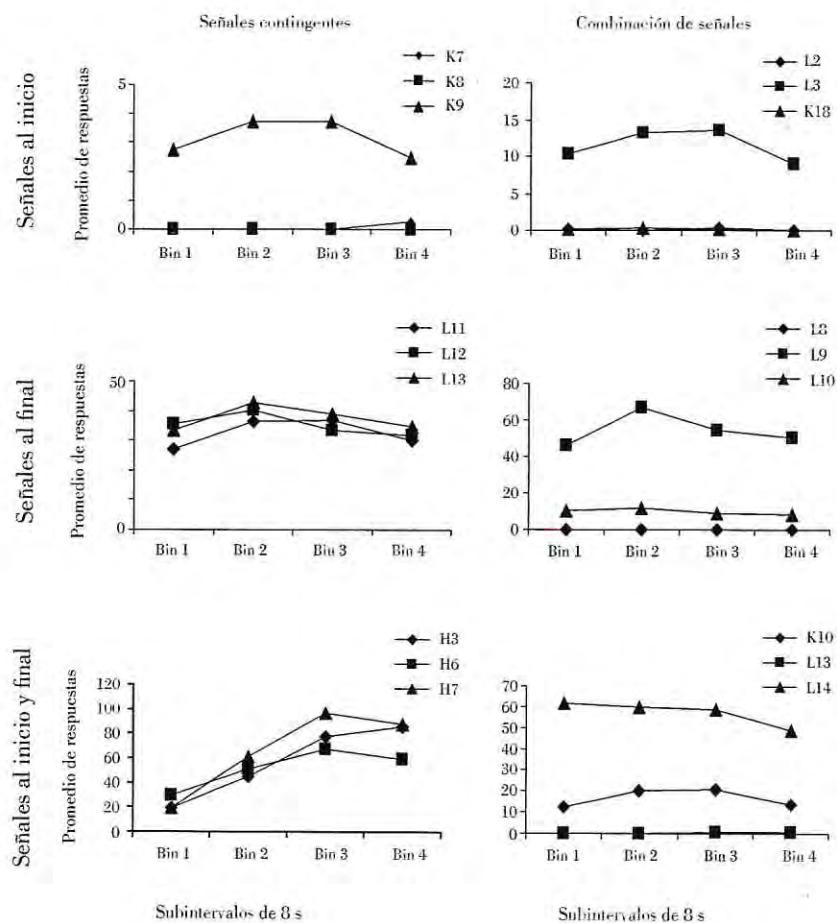 Señales contingentes
Combinación de señales
Señales al inicio
Promedio de respuestas
5
0
K7
K8
K9
Bin 1 Bin 2 Bin 3 Bin 4
20
15
10
5
0
L2
L3
K18
Bin 1 Bin 2 Bin 3 Bin 4
Señales al final
Promedio de respuestas
50
0
L11
L12
L13
Bin 1 Bin 2 Bin 3 Bin 4
80
60
40
20
0
L8
L9
L10
Bin 1 Bin 2 Bin 3 Bin 4
Señales al inicio y final
Promedio de respuestas
120
100
80
60
40
20
0
H3
H6
H7
Bin 1 Bin 2 Bin 3 Bin 4
70
60
50
40
30
20
10
0
K10
L13
L14
Bin 1 Bin 2 Bin 3 Bin 4
Subintervalos de 8 s
Subintervalos de 8 s